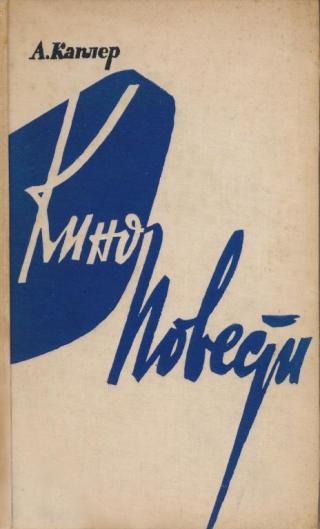 А. Каплер
Кино
Повести